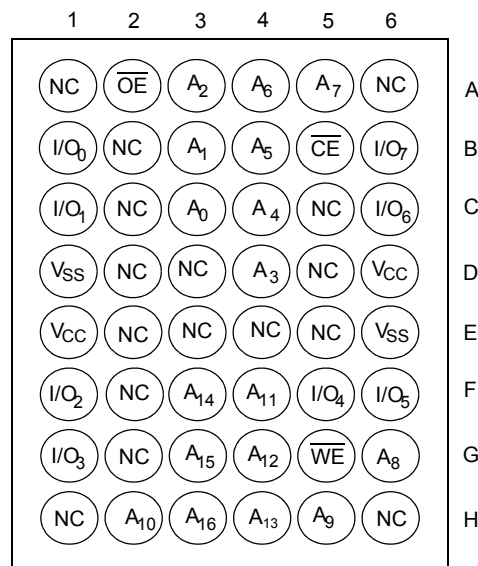 1 2 3 4 5 6
NC OE A2 A6 A7 NC A
I/O0 NC A1 A5 CE I/O7 B
I/O1 NC A0 A4 NC I/O6 C
VSS NC NC A3 NC VCC D
VCC NC NC NC NC VSS E
I/O2 NC A14 A11 I/O4 I/O5 F
I/O3 NC A15 A12 WE A8 G
NC A10 A16 A13 A9 NC H